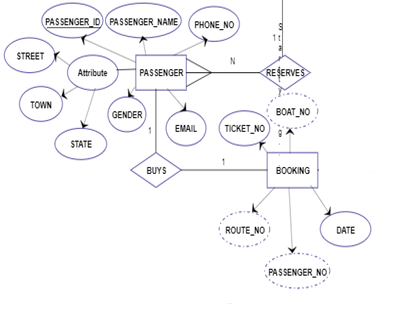 PASSENGER_ID
PASSENGER_NAME
PHONE_NO
STREET
Attribute
PASSENGER
N
RESERVES
TOWN
GENDER
EMAIL
BOAT_NO
STATE
1
TICKET_NO
BUYS
1
BOOKING
ROUTE_NO
DATE
PASSENGER_NO